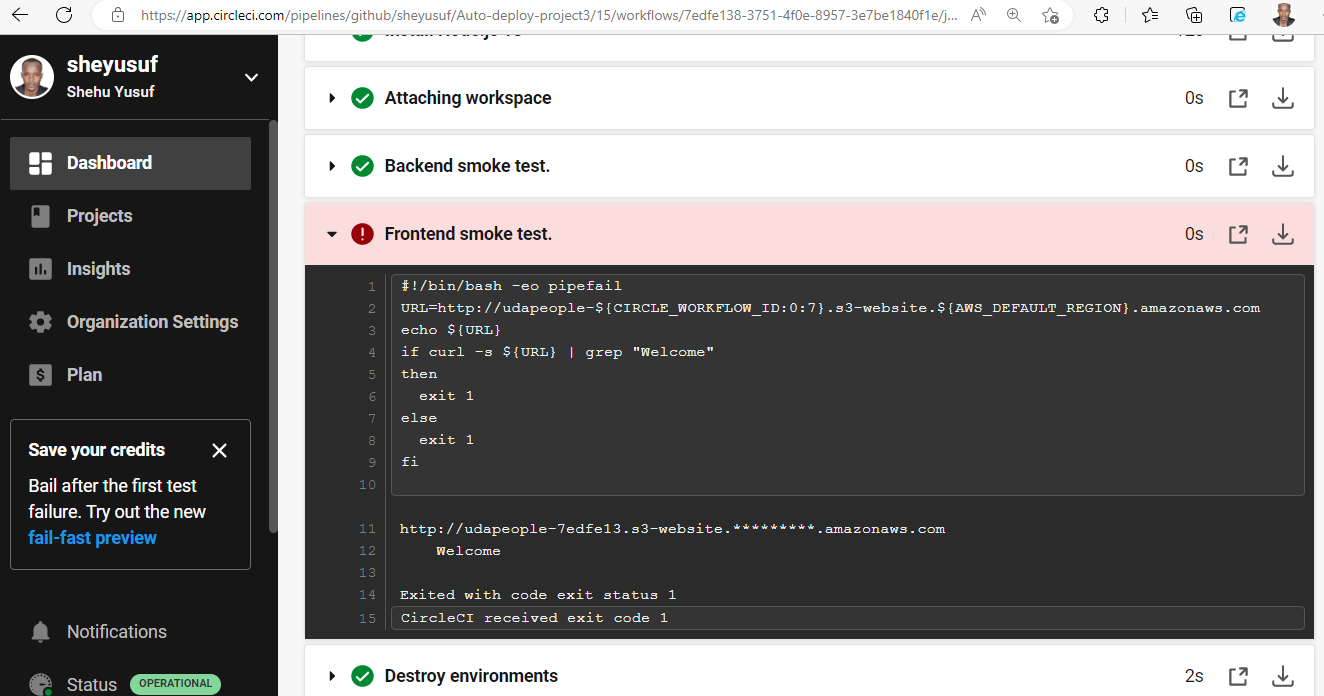 https://app.circleci.com/pipelines/github/sheyusuf/Auto-deploy-project3/15/workflows/7edfe138-3751-4f0e-8957-3e7be1840f1e/j...
sheyusuf
Shehu Yusuf
Dashboard
Projects
Insights
Organization Settings
Plan
Save your credits
Bail after the first test
failure. Try out the new
fail-fast preview
Notifications
Status OPERATIONAL
Attaching workspace 0s
Backend smoke test. 0s
Frontend smoke test. 0s
1 #!/bin/bash -eo pipefail
2 URL=http://udapeople-${CIRCLE_WORKFLOW_ID:0:7}.s3-website.${AWS_DEFAULT_REGION}.amazonaws.com
3 echo ${URL}
4 if curl -s ${URL} | grep "Welcome"
5 then
6 exit 1
7 else
8 exit 1
9 fi
10
11 http://udapeople-7edfe13.s3-website.*********.amazonaws.com
12 Welcome
13
14 Exited with code exit status 1
15 CircleCI received exit code 1
Destroy environments 2s